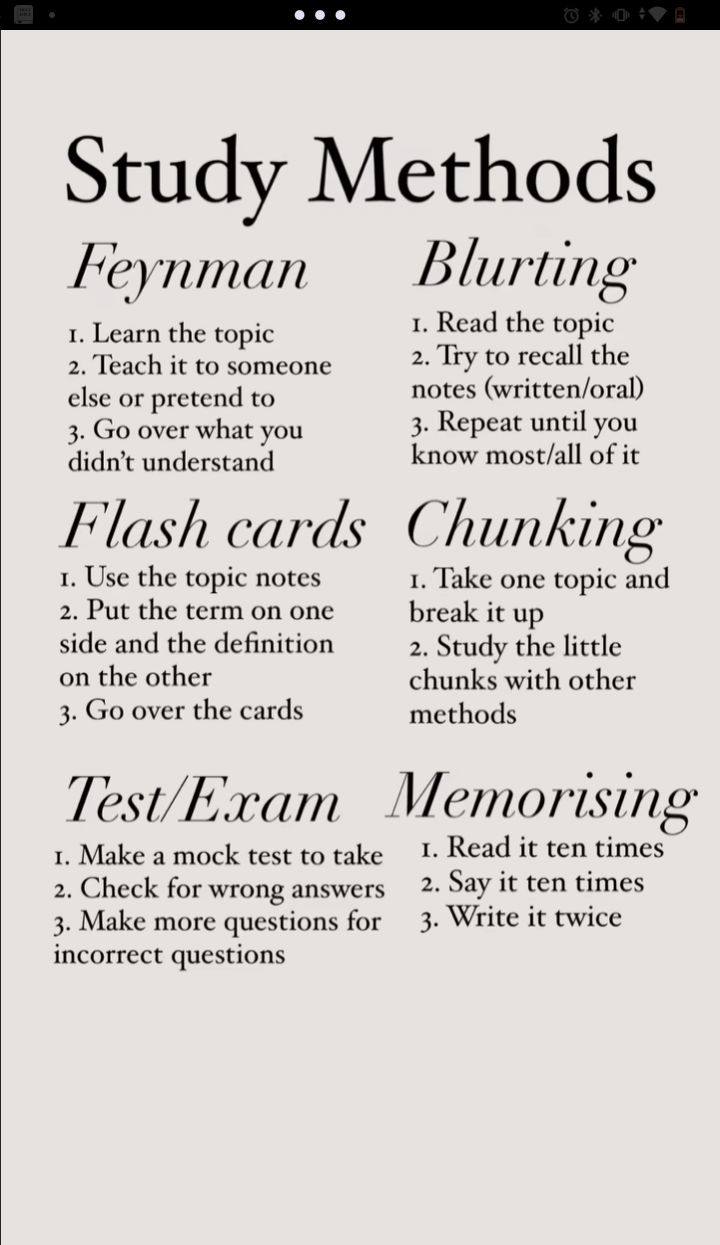 Study Methods
Feynman
1. Learn the topic
2. Teach it to someone
else or pretend to
3. Go over what you
didn't understand
Blurting
1. Read the topic
2. Try to recall the
notes (written/oral)
3. Repeat until you
know most/all of it
Flash cards
1. Use the topic notes
2. Put the term on one
side and the definition
on the other
3. Go over the cards
Chunking
1. Take one topic and
break it up
2. Study the little
chunks with other
methods
Test/Exam
1. Make a mock test to take
2. Check for wrong answers
3. Make more questions for
incorrect questions
Memorising
1. Read it ten times
2. Say it ten times
3. Write it twice